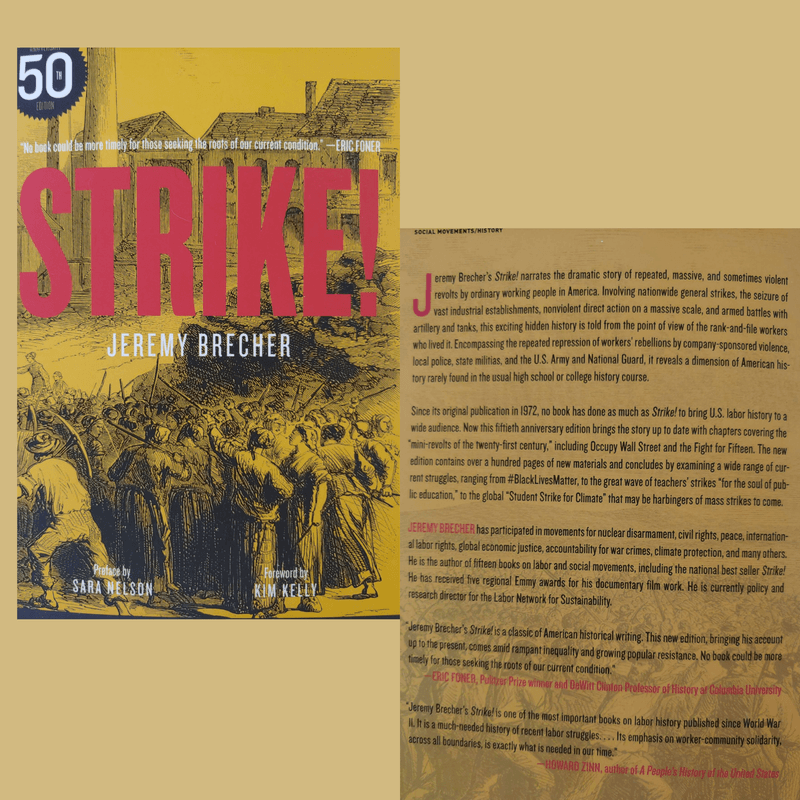 50TH
EDITION
"No book could be more timely for those seeking the roots of our current condition." —ERIC FONER
STRIKE!
JEREMY BRECHER
Preface by
SARA NELSON
Foreword by
KIM KELLY
SOCIAL MOVEMENTS/HISTORY
Jeremy Brecher's Strike! narrates the dramatic story of repeated, massive, and sometimes violent
revolts by ordinary working people in America. Involving nationwide general strikes, the seizure of
vast industrial establishments, nonviolent direct action on a massive scale, and armed battles with
artillery and tanks, this exciting hidden history is told from the point of view of the rank-and-file workers
who lived it. Encompassing the repeated repression of workers' rebellions by company-sponsored violence,
local police, state militias, and the U.S. Army and National Guard, it reveals a dimension of American his-
tory rarely found in the usual high school or college history course.
Since its original publication in 1972, no book has done as much as Strike! to bring U.S. labor history to a
wide audience. Now this fiftieth anniversary edition brings the story up to date with chapters covering the
"mini-revolts of the twenty-first century," including Occupy Wall Street and the Fight for Fifteen. The new
edition contains over a hundred pages of new materials and concludes by examining a wide range of cur-
rent struggles, ranging from #BlackLivesMatter, to the great wave of teachers' strikes "for the soul of pub-
lic education," to the global "Student Strike for Climate" that may be harbingers of mass strikes to come.
JEREMY BRECHER has participated in movements for nuclear disarmament, civil rights, peace, internation-
al labor rights, global economic justice, accountability for war crimes, climate protection, and many others.
He is the author of fifteen books on labor and social movements, including the national best seller Strike!
He has received five regional Emmy awards for his documentary film work. He is currently policy and
research director for the Labor Network for Sustainability.
"Jeremy Brecher's Strike! is a classic of American historical writing. This new edition, bringing his account
up to the present, comes amid rampant inequality and growing popular resistance. No book could be more
timely for those seeking the roots of our current condition."
—ERIC FONER, Pulitzer Prize winner and DeWitt Clinton Professor of History at Columbia University
"Jeremy Brecher's Strike! is one of the most important books on labor history published since World War
II. It is a much-needed history of recent labor struggles. . . . Its emphasis on worker-community solidarity,
across all boundaries, is exactly what is needed in our time."
—HOWARD ZINN, author of A People's History of the United States